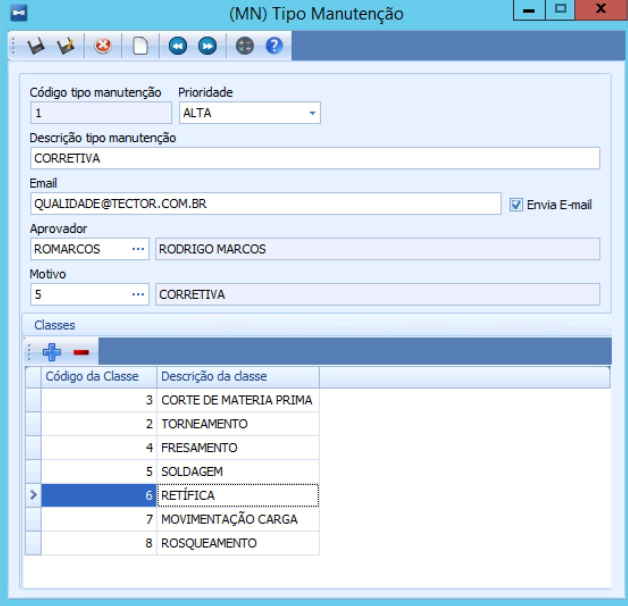 (MN) Tipo Manutenção
Código tipo manutenção Prioridade
1 ALTA
Descrição tipo manutenção
CORRETIVA
Email
QUALIDADE@TECTOR.COM.BR Envia E-mail
Aprovador
ROMARCOS ... RODRIGO MARCOS
Motivo
5 ... CORRETIVA
Classes
Código da Classe Descrição da classe
3 CORTE DE MATERIA PRIMA
2 TORNEAMENTO
4 FRESAMENTO
5 SOLDAGEM
6 RETÍFICA
7 MOVIMENTAÇÃO CARGA
8 ROSQUEAMENTO